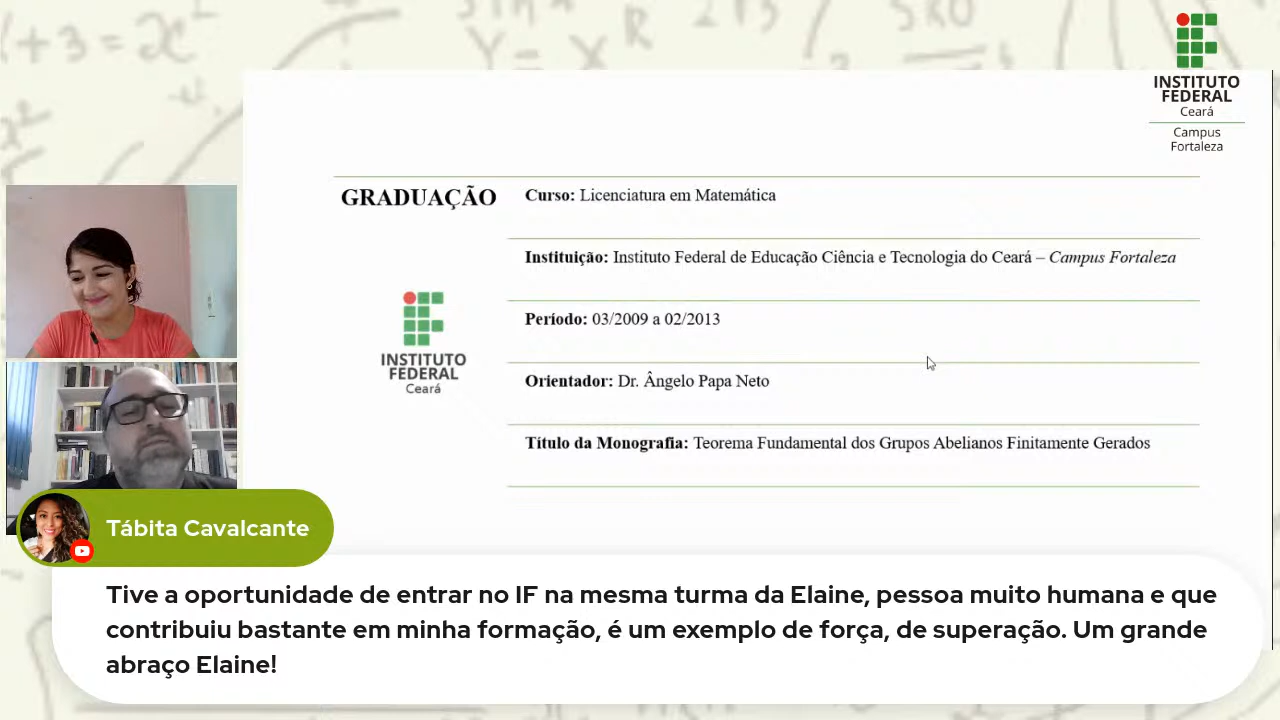 INSTITUTO
FEDERAL
Ceará
Campus
Fortaleza
GRADUAÇÃO
Curso: Licenciatura em Matemática
Instituição: Instituto Federal de Educação Ciência e Tecnologia do Ceará – Campus Fortaleza
Período: 03/2009 a 02/2013
INSTITUTO
FEDERAL
Ceará
Orientador: Dr. Ângelo Papa Neto
Título da Monografia: Teorema Fundamental dos Grupos Abelianos Finitamente Gerados
Tábita Cavalcante
Tive a oportunidade de entrar no IF na mesma turma da Elaine, pessoa muito humana e que
contribuiu bastante em minha formação, é um exemplo de força, de superação. Um grande
abraço Elaine!